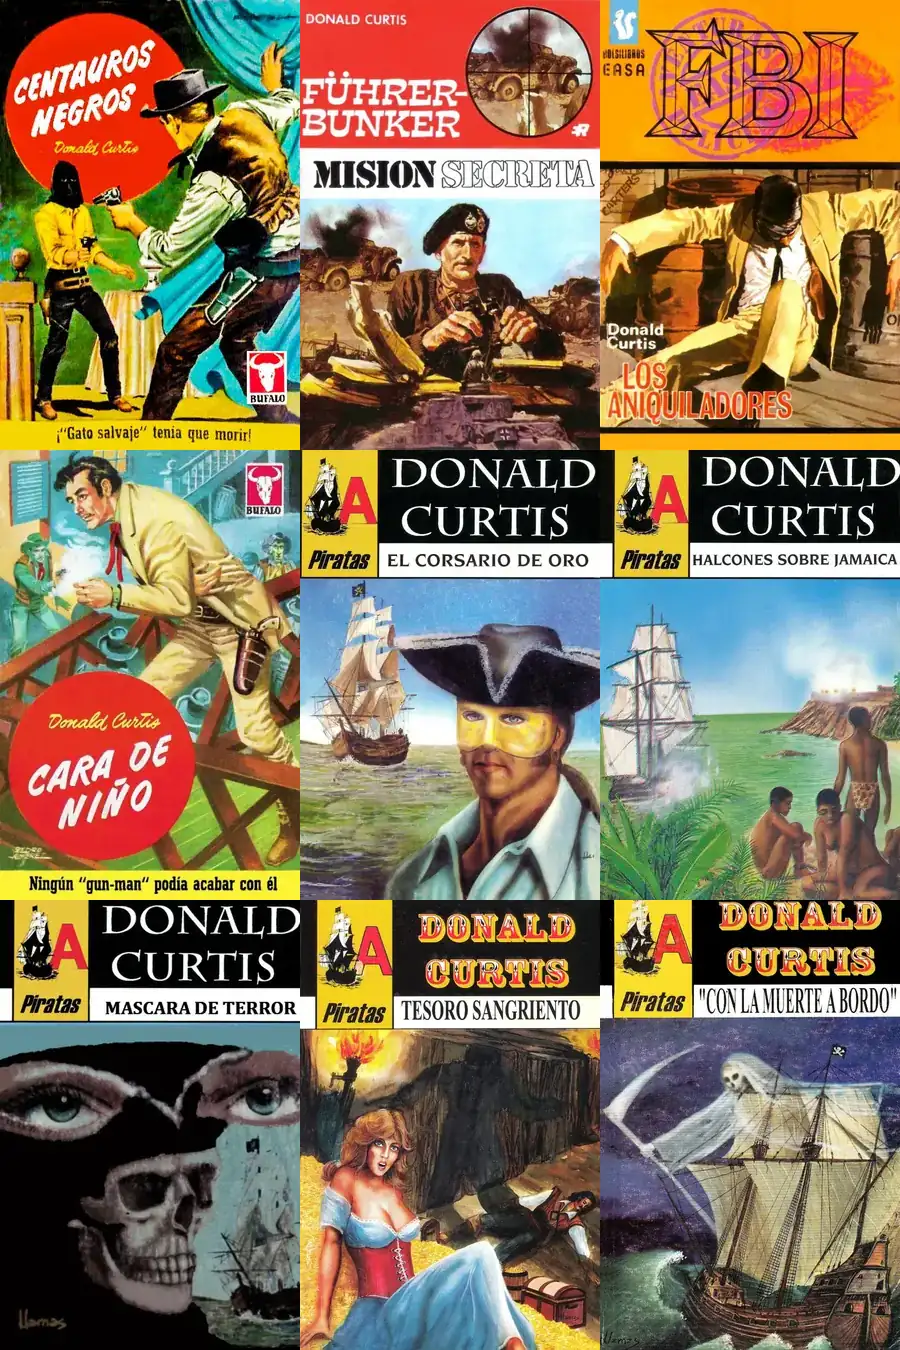 CENTAUROS
NEGROS
Donald Curtis
BUFALO
¡"Gato salvaje" tenía que morir!
DONALD CURTIS
FÜHRER-
BUNKER
MISION SECRETA
BOLSILIBROS
EASA
FBI
Donald
Curtis
LOS
ANIQUILADORES
BUFALO
Donald Curtis
CARA DE
NIÑO
Ningún "gun-man" podía acabar con él
A
Piratas
DONALD
CURTIS
EL CORSARIO DE ORO
A
Piratas
DONALD
CURTIS
HALCONES SOBRE JAMAICA
A
Piratas
DONALD
CURTIS
MASCARA DE TERROR
llamas
A
Piratas
DONALD
CURTIS
TESORO SANGRIENTO
A
Piratas
DONALD
CURTIS
"CON LA MUERTE A BORDO"
llamas